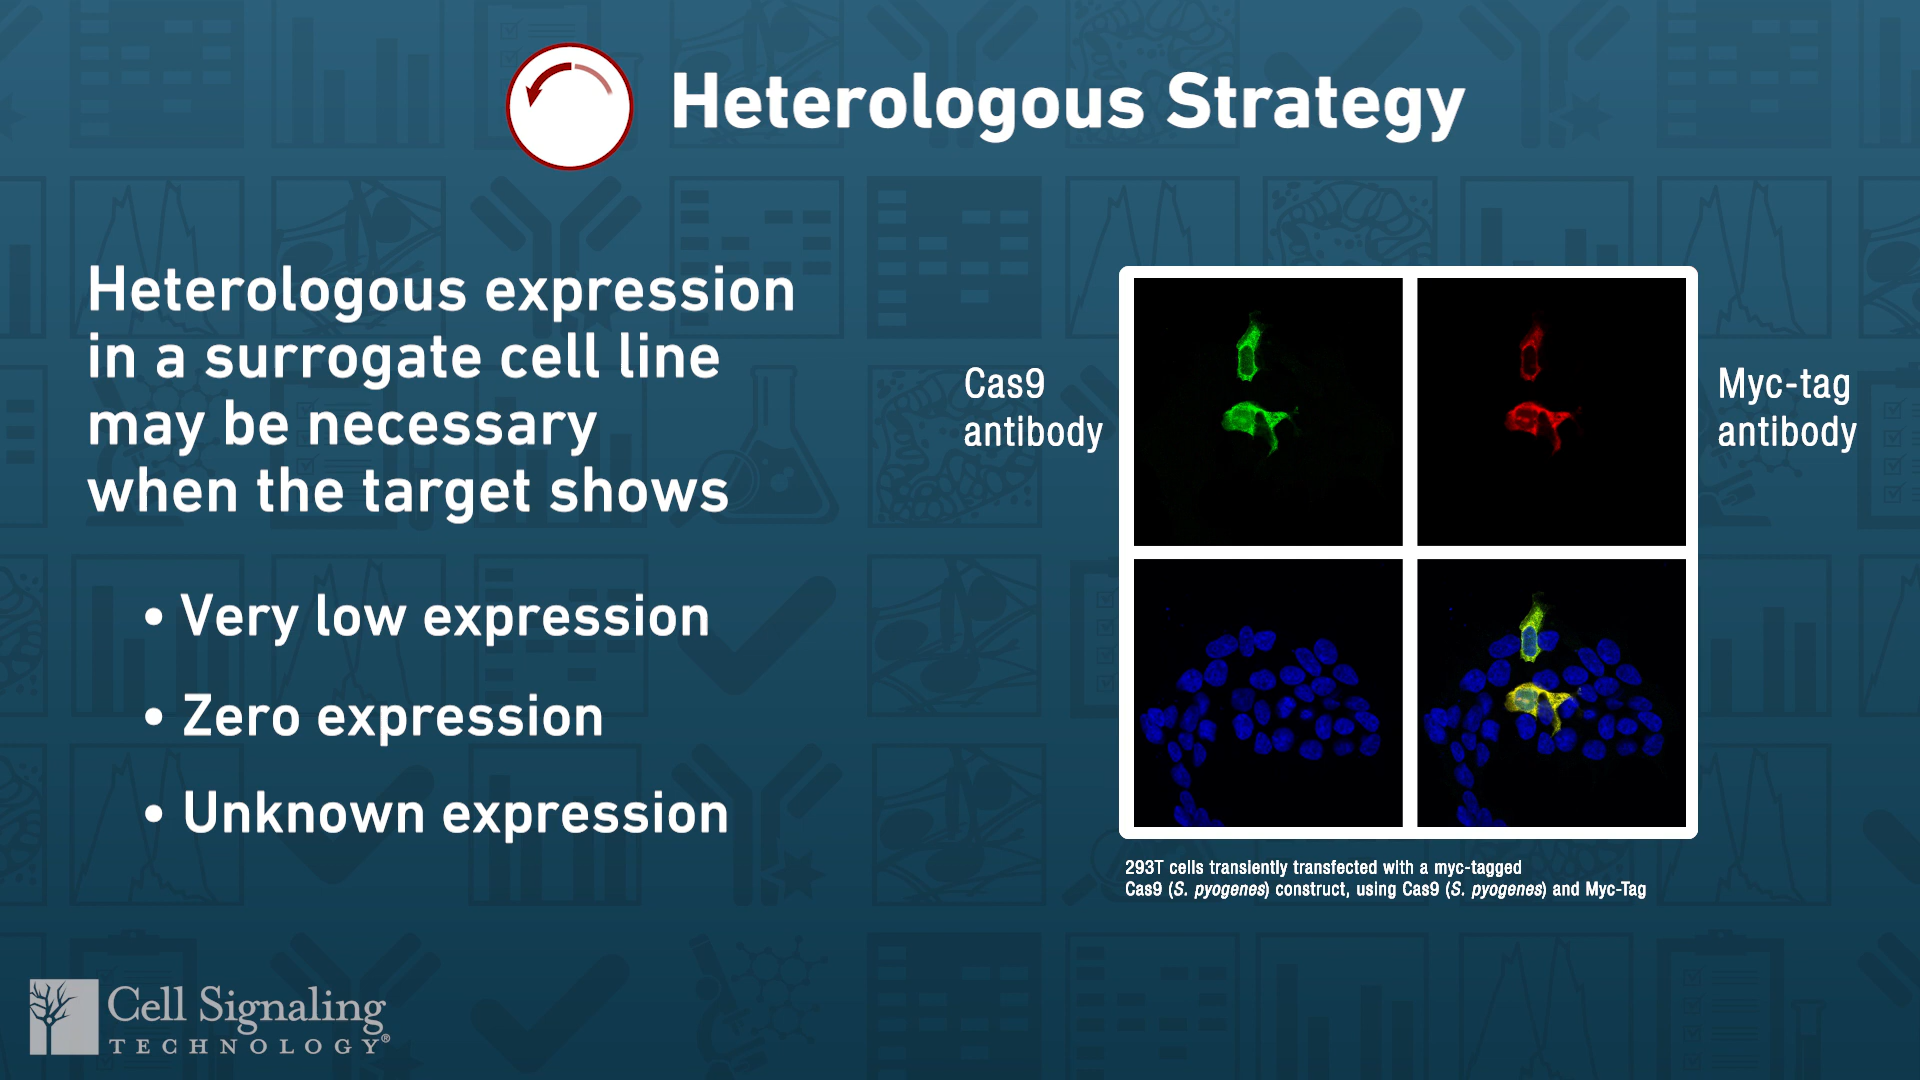 Heterologous Strategy
Heterologous expression
in a surrogate cell line
may be necessary
when the target shows
• Very low expression
• Zero expression
• Unknown expression
Cas9
antibody
Myc-tag
antibody
293T cells transiently transfected with a myc-tagged
Cas9 (S. pyogenes) construct, using Cas9 (S. pyogenes) and Myc-Tag
Cell Signaling
TECHNOLOGY®